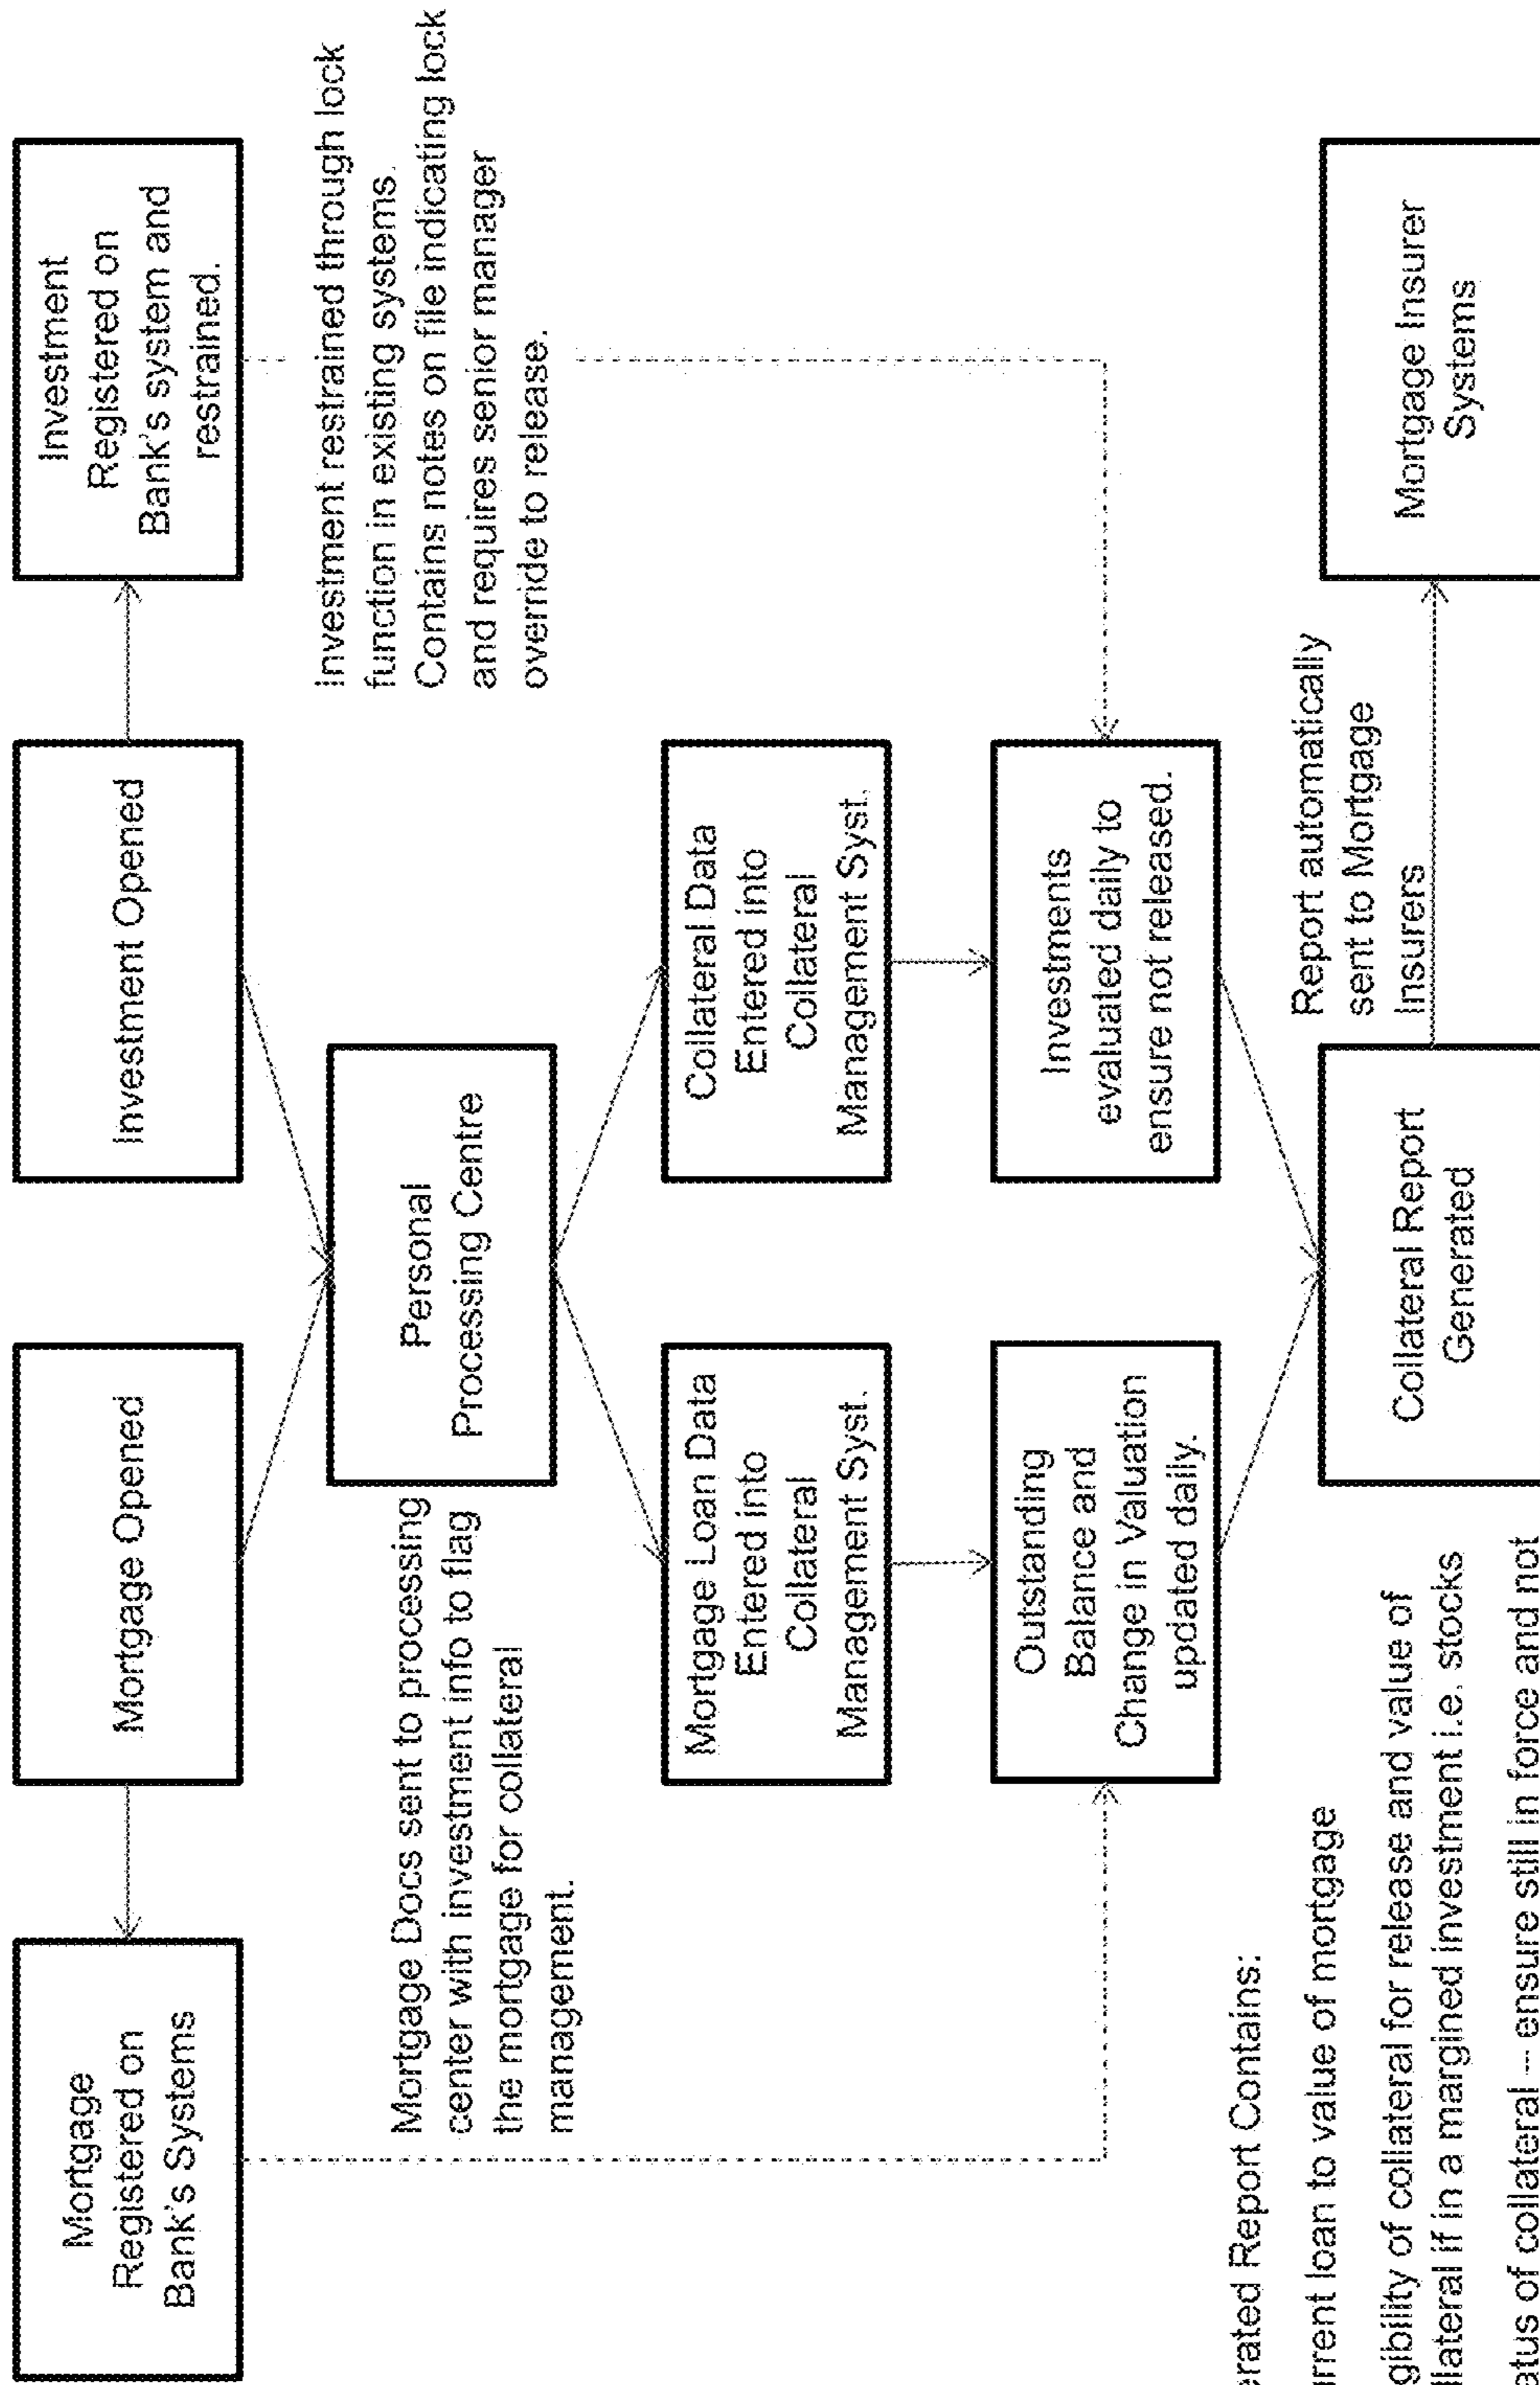 Mortgage
Registered on
Bank's Systems
Mortgage Opened
Investment Opened
Investment
Registered on
Bank's system and
restrained.
Mortgage Docs sent to processing
center with investment info to flag
the mortgage for collateral
management.
Personal
Processing Centre
Investment restrained through lock
function in existing systems.
Contains notes on file indicating lock
and requires senior manager
override to release.
Mortgage Loan Data
Entered into
Collateral
Management Syst.
Collateral Data
Entered into
Collateral
Management Syst.
Outstanding
Balance and
Change in Valuation
updated daily.
Investments
evaluated daily to
ensure not released.
erated Report Contains:
urrent loan to value of mortgage
gibility of collateral for release and value of
llateral if in a margined investment i.e. stocks
atus of collateral -- ensure still in force and not
Collateral Report
Generated
Report automatically
sent to Mortgage
Insurers
Mortgage Insurer
Systems